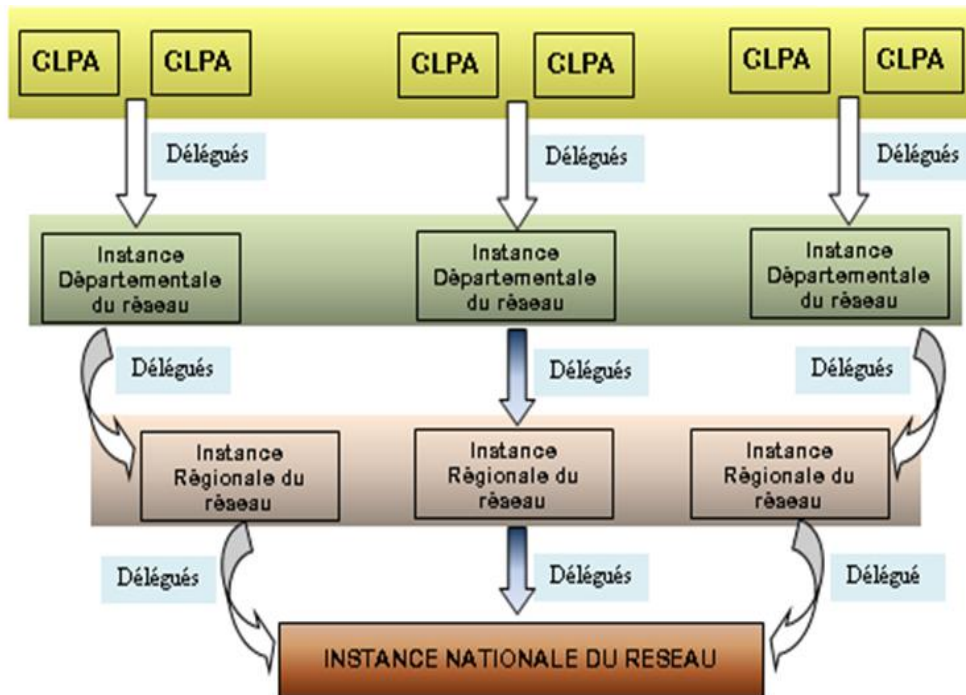 CLPA CLPA CLPA CLPA CLPA CLPA
Délégués Délégués Délégués
Instance
Départementale
du réseau
Instance
Départementale
du réseau
Instance
Départementale
du réseau
Délégués Délégués Délégués
Instance
Régionale du
réseau
Instance
Régionale du
réseau
Instance
Régionale du
réseau
Délégués Délégués Délégué
INSTANCE NATIONALE DU RESEAU